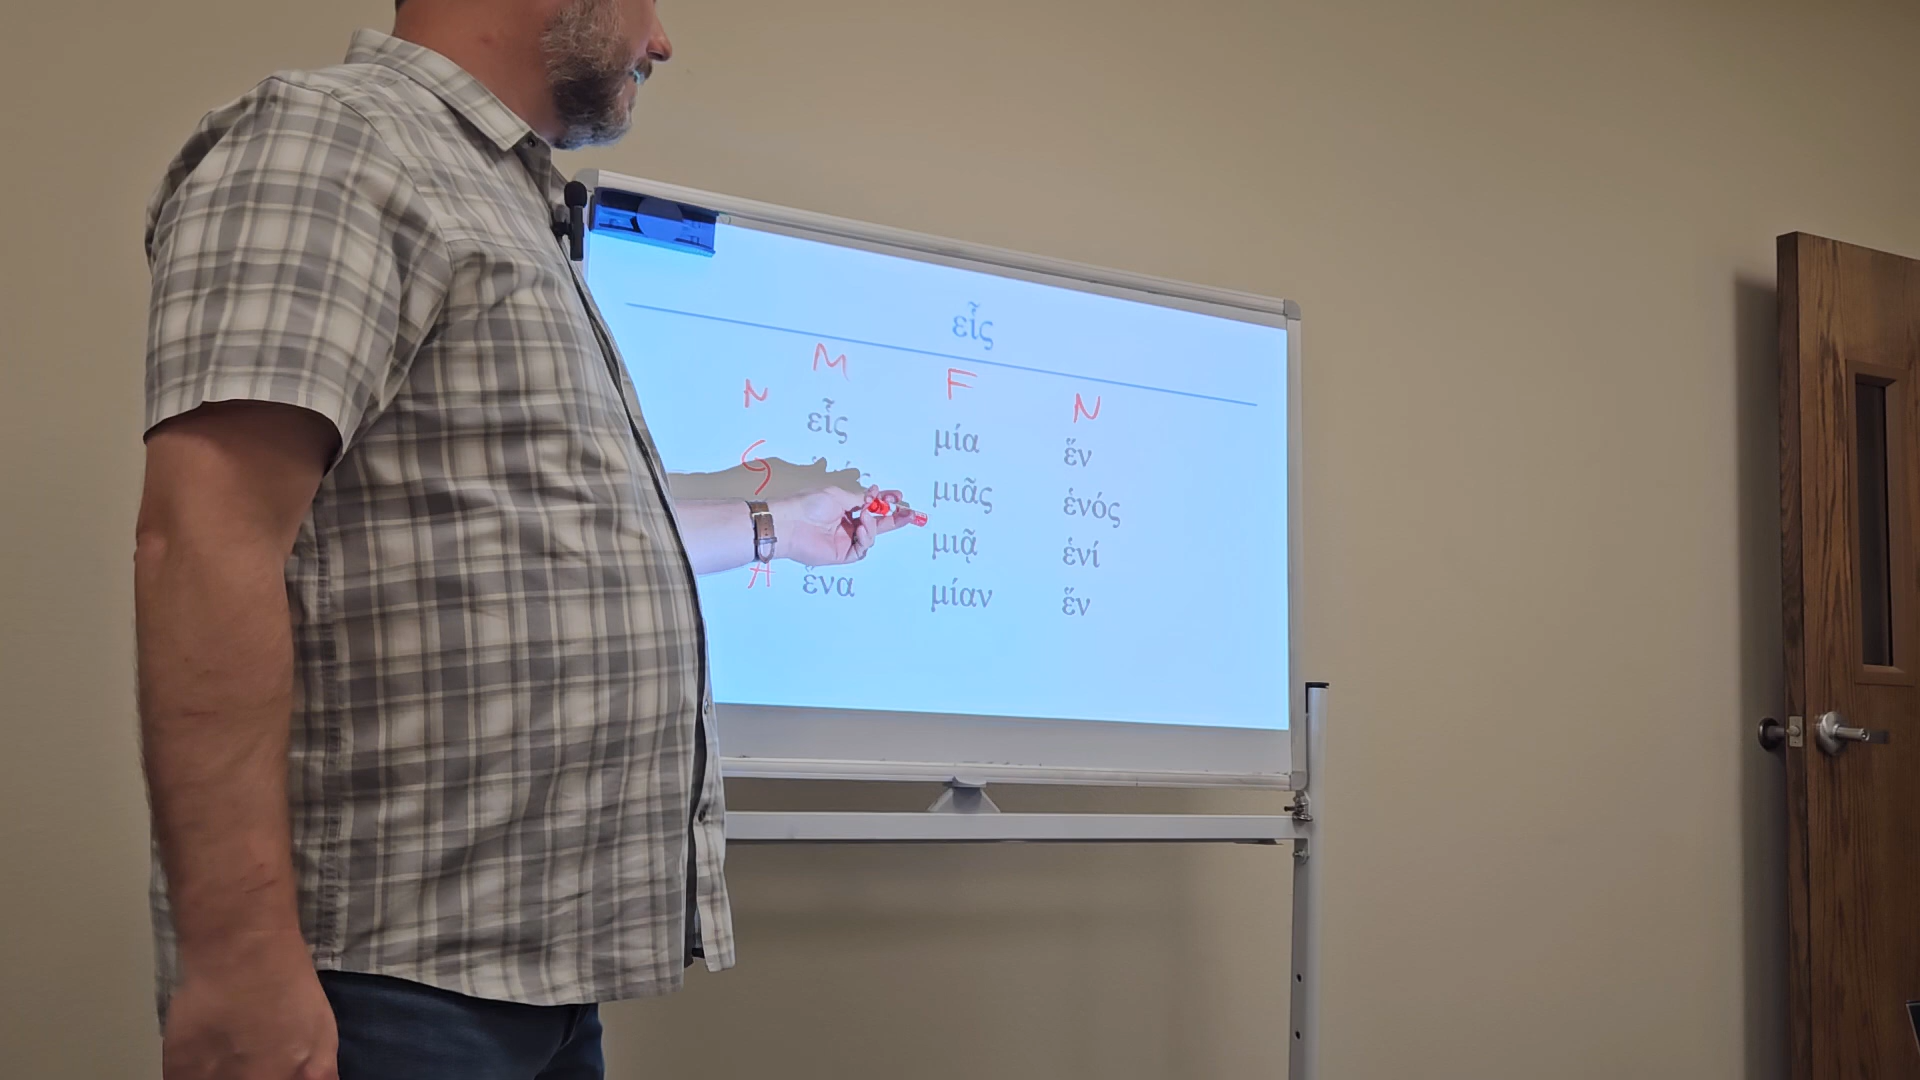 εἷς
M F N
N εἷς μία ἕν
G μιᾶς ἑνός
μιᾷ ἑνί
A ἕνα μίαν ἕν